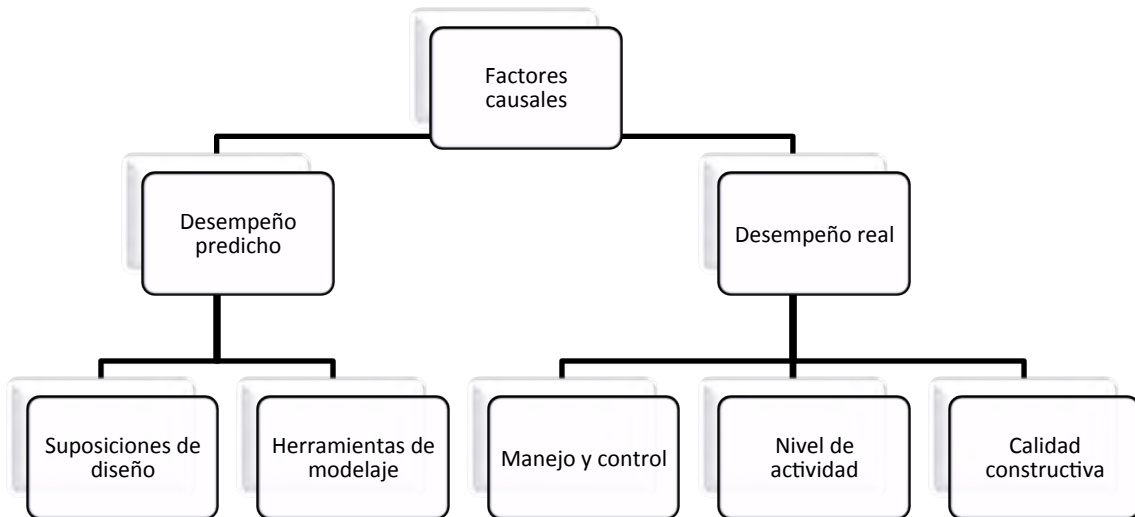 Factores
causales
Desempeño
predicho
Desempeño real
Suposiciones de
diseño
Herramientas de
modelaje
Manejo y control
Nivel de
actividad
Calidad
constructiva